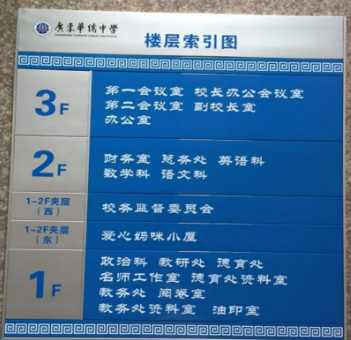 广东华侨中学
楼层索引图
3F
第一会议室 校长办公会议室
第二会议室 副校长室
办公室
2F
财务室 总务处 英语科
数学科 语文科
1-2F夹层
(西)
校务监督委员会
1-2F夹层
(东)
爱心妈咪小屋
1F
政治科 教研处 德育处
名师工作室 德育处资料室
教务处 阅卷室
教务处资料室 油印室